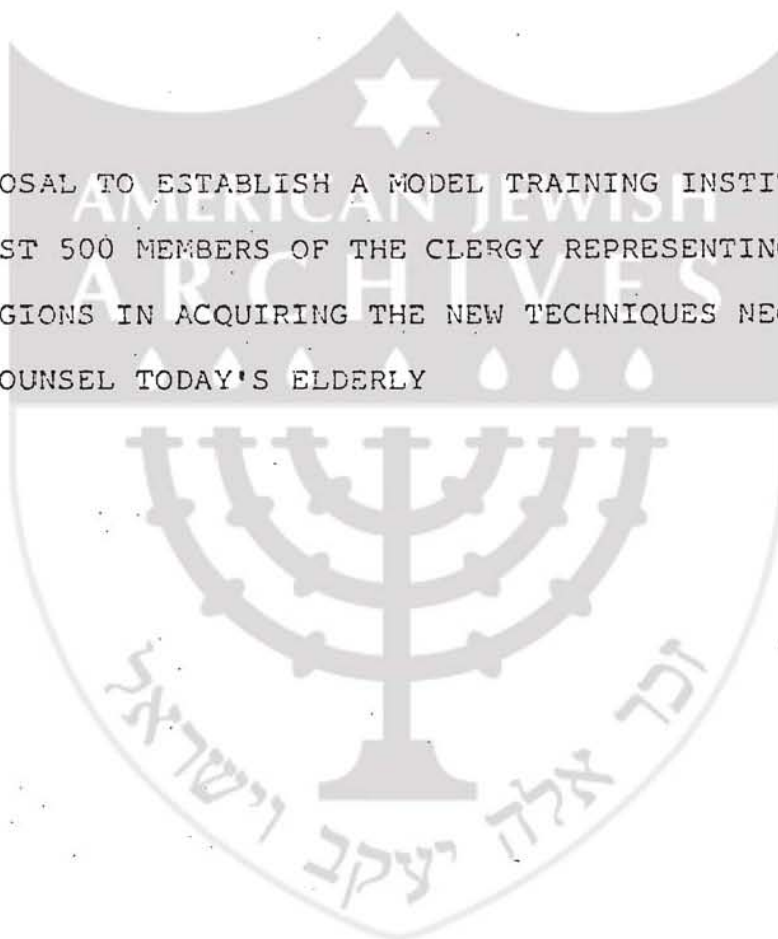 OSAL TO ESTABLISH A MODEL TRAINING INSTI
AMERICAN JEWISH
ST 500 MEMBERS OF THE CLERGY REPRESENTING
ARCHIVES
GIONS IN ACQUIRING THE NEW TECHNIQUES NE
OUNSEL TODAY'S ELDERLY
זכר אלה יעקב וישראל